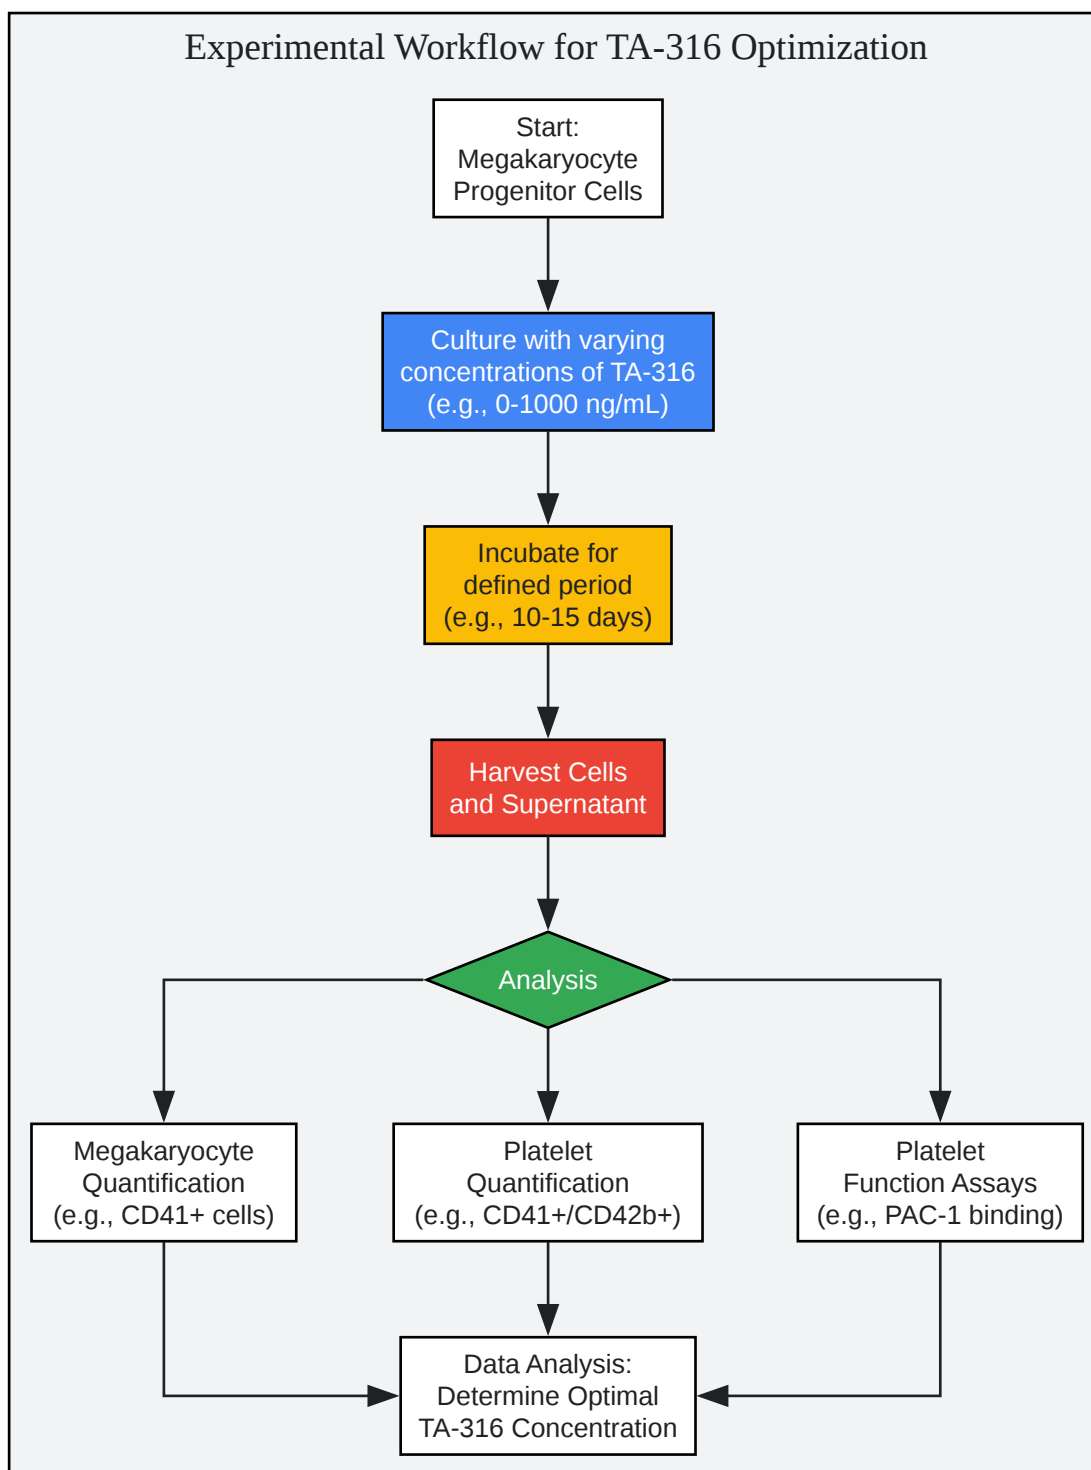 Experimental Workflow for TA-316 Optimization
Start:
Megakaryocyte
Progenitor Cells
Culture with varying
concentrations of TA-316
(e.g., 0-1000 ng/mL)
Incubate for
defined period
(e.g., 10-15 days)
Harvest Cells
and Supernatant
Analysis
Megakaryocyte
Quantification
(e.g., CD41+ cells)
Platelet
Quantification
(e.g., CD41+/CD42b+)
Platelet
Function Assays
(e.g., PAC-1 binding)
Data Analysis:
Determine Optimal
TA-316 Concentration